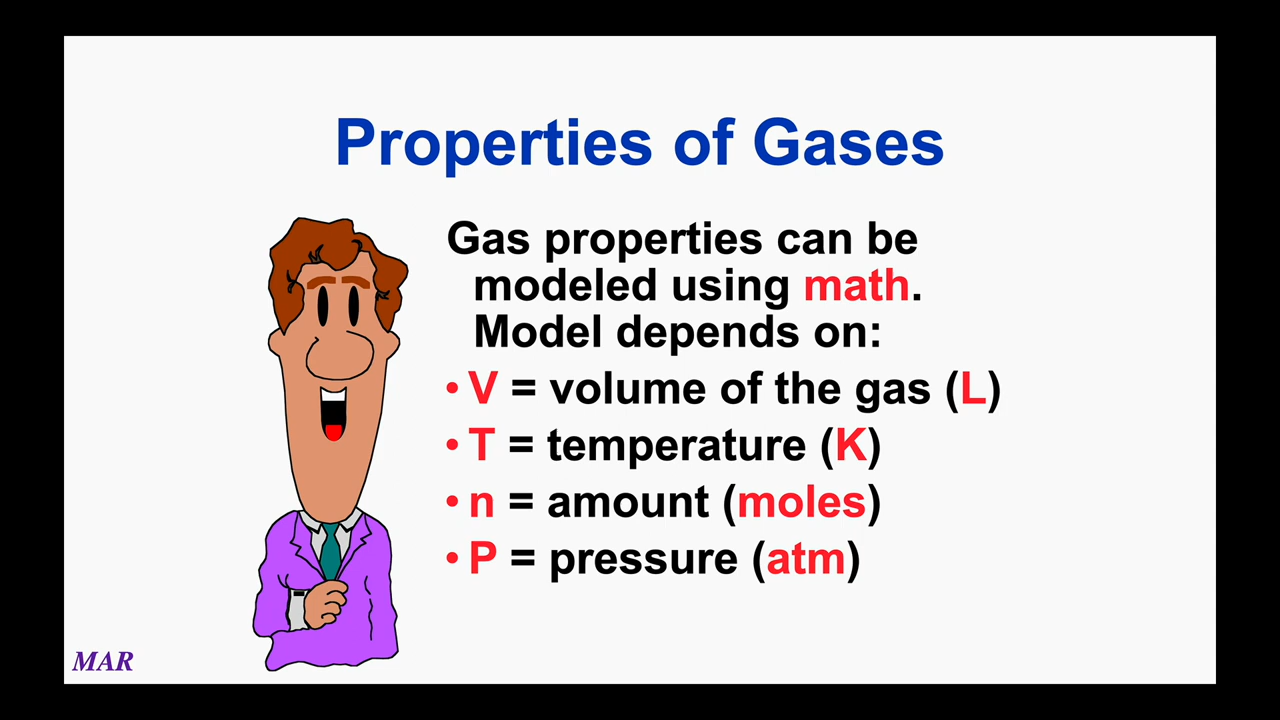 Properties of Gases
Gas properties can be
modeled using math.
Model depends on:
• V = volume of the gas (L)
• T = temperature (K)
• n = amount (moles)
• P = pressure (atm)
MAR